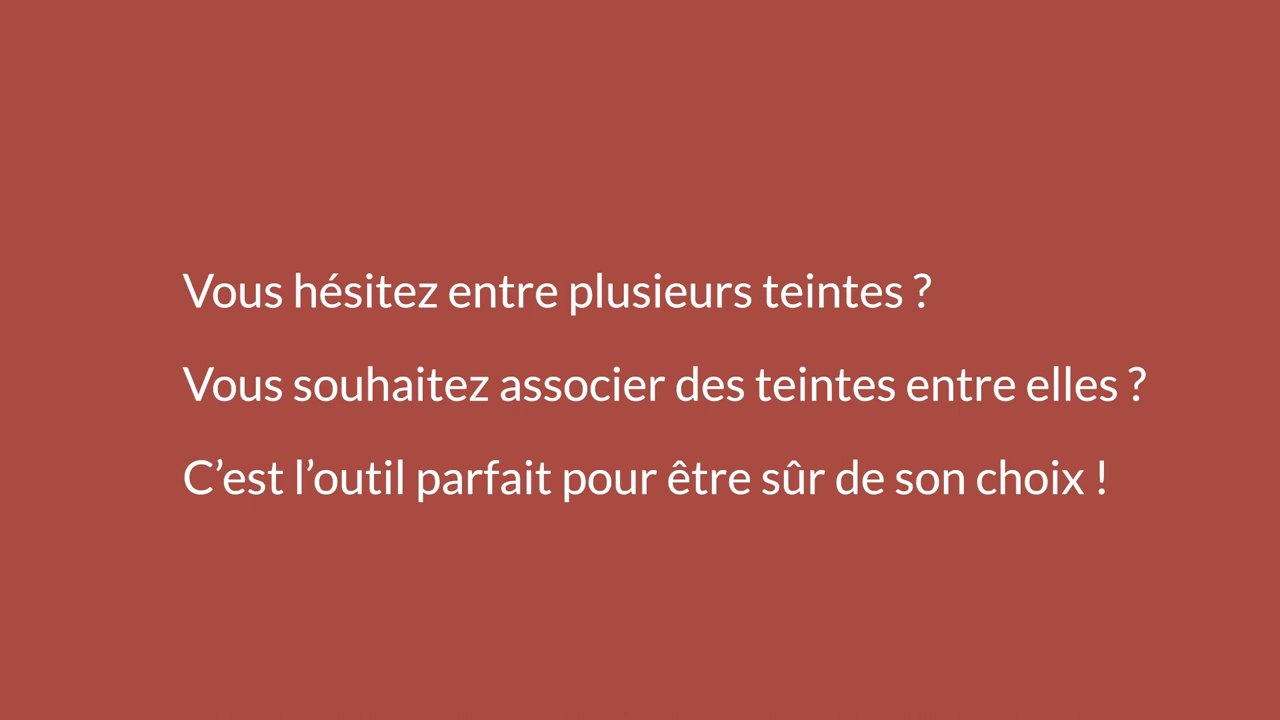 Vous hésitez entre plusieurs teintes ?
Vous souhaitez associer des teintes entre elles ?
C’est l’outil parfait pour être sûr de son choix !